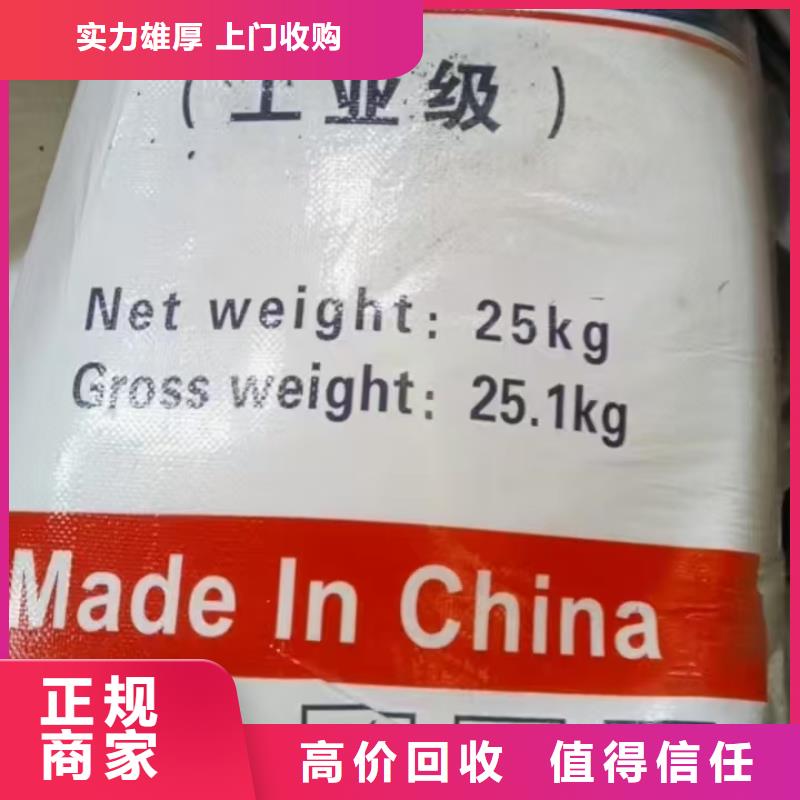 实力雄厚 上门收购
（工业级）
Net weight: 25kg
Gross weight: 25.1kg
Made In China
正规
商家
高价回收 值得信任